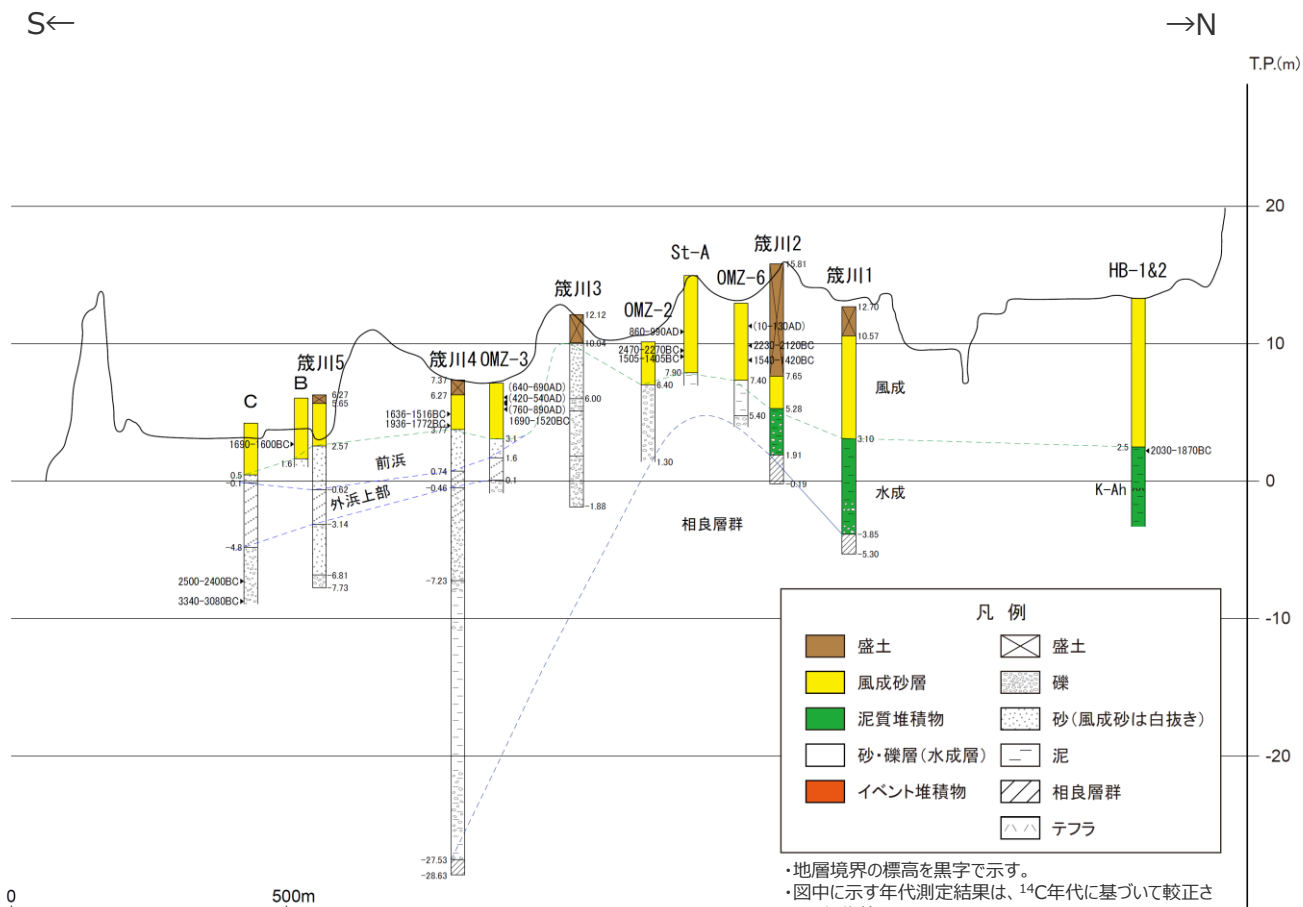 S←
→N
T.P.(m)
20
10
0
-10
-20
C
0.5
-0.1
-4.8
2500-2400BC
3340-3080BC
B
1690-1600BC
1.6
筬川5
6.27
5.65
2.57
-0.62
-3.14
-6.81
-7.73
筬川4
7.37
6.27
1636-1516BC
1936-1772BC
3.77
0.74
-0.46
-7.23
-27.53
-28.63
OMZ-3
(640-690AD)
(420-540AD)
(760-890AD)
1690-1520BC
3.1
1.6
0.1
筬川3
12.12
10.04
6.00
-1.88
OMZ-2
6.40
1.30
St-A
860-990AD
2470-2270BC
1505-1405BC
7.90
OMZ-6
(10-130AD)
2230-2120BC
1540-1420BC
7.40
5.40
筬川2
15.81
7.65
5.28
1.91
-0.19
筬川1
12.70
10.57
3.10
-3.85
-5.30
HB-1&2
2.5
2030-1870BC
K-Ah
前浜
外浜上部
風成
水成
相良層群
凡 例
盛土
盛土
風成砂層
礫
泥質堆積物
砂(風成砂は白抜き)
砂・礫層(水成層)
泥
イベント堆積物
相良層群
テフラ
・地層境界の標高を黒字で示す。
・図中に示す年代測定結果は、¹⁴C年代に基づいて較正さ
0
500m